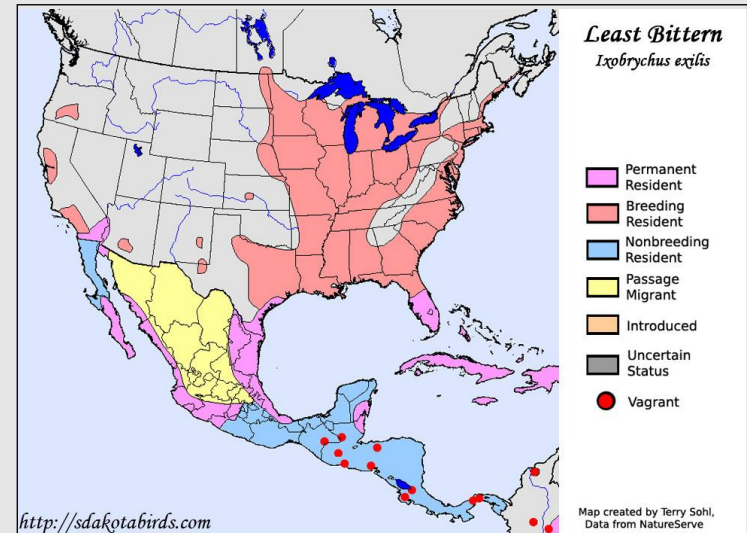 Least Bittern
Ixobrychus exilis
Permanent
Resident
Breeding
Resident
Nonbreeding
Resident
Passage
Migrant
Introduced
Uncertain
Status
Vagrant
Map created by Terry Sohl,
Data from NatureServe
http://sdakotabirds.com